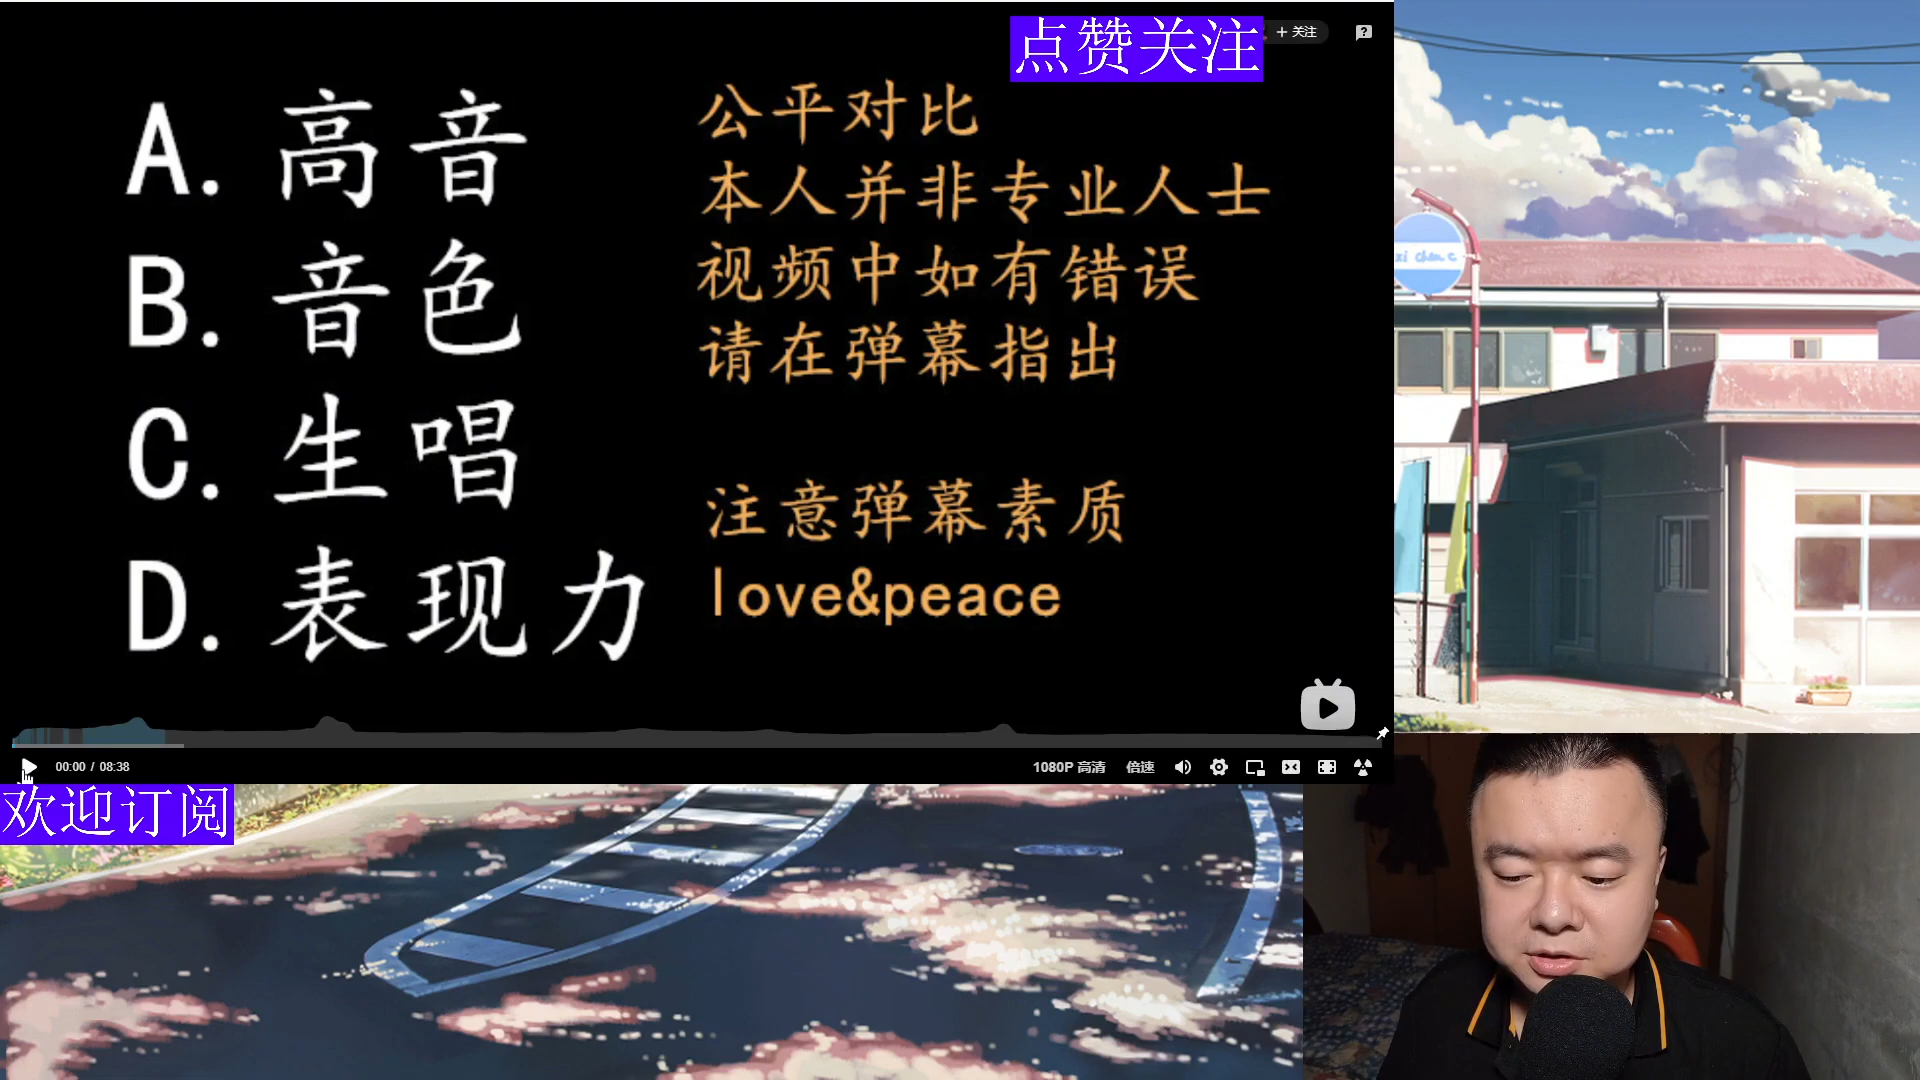 点赞关注
+ 关注
A.高音
B.音色
C.生唱
D.表现力
公平对比
本人并非专业人士
视频中如有错误
请在弹幕指出
注意弹幕素质
love&peace
00:00 / 08:38
1080P 高清
倍速
欢迎订阅